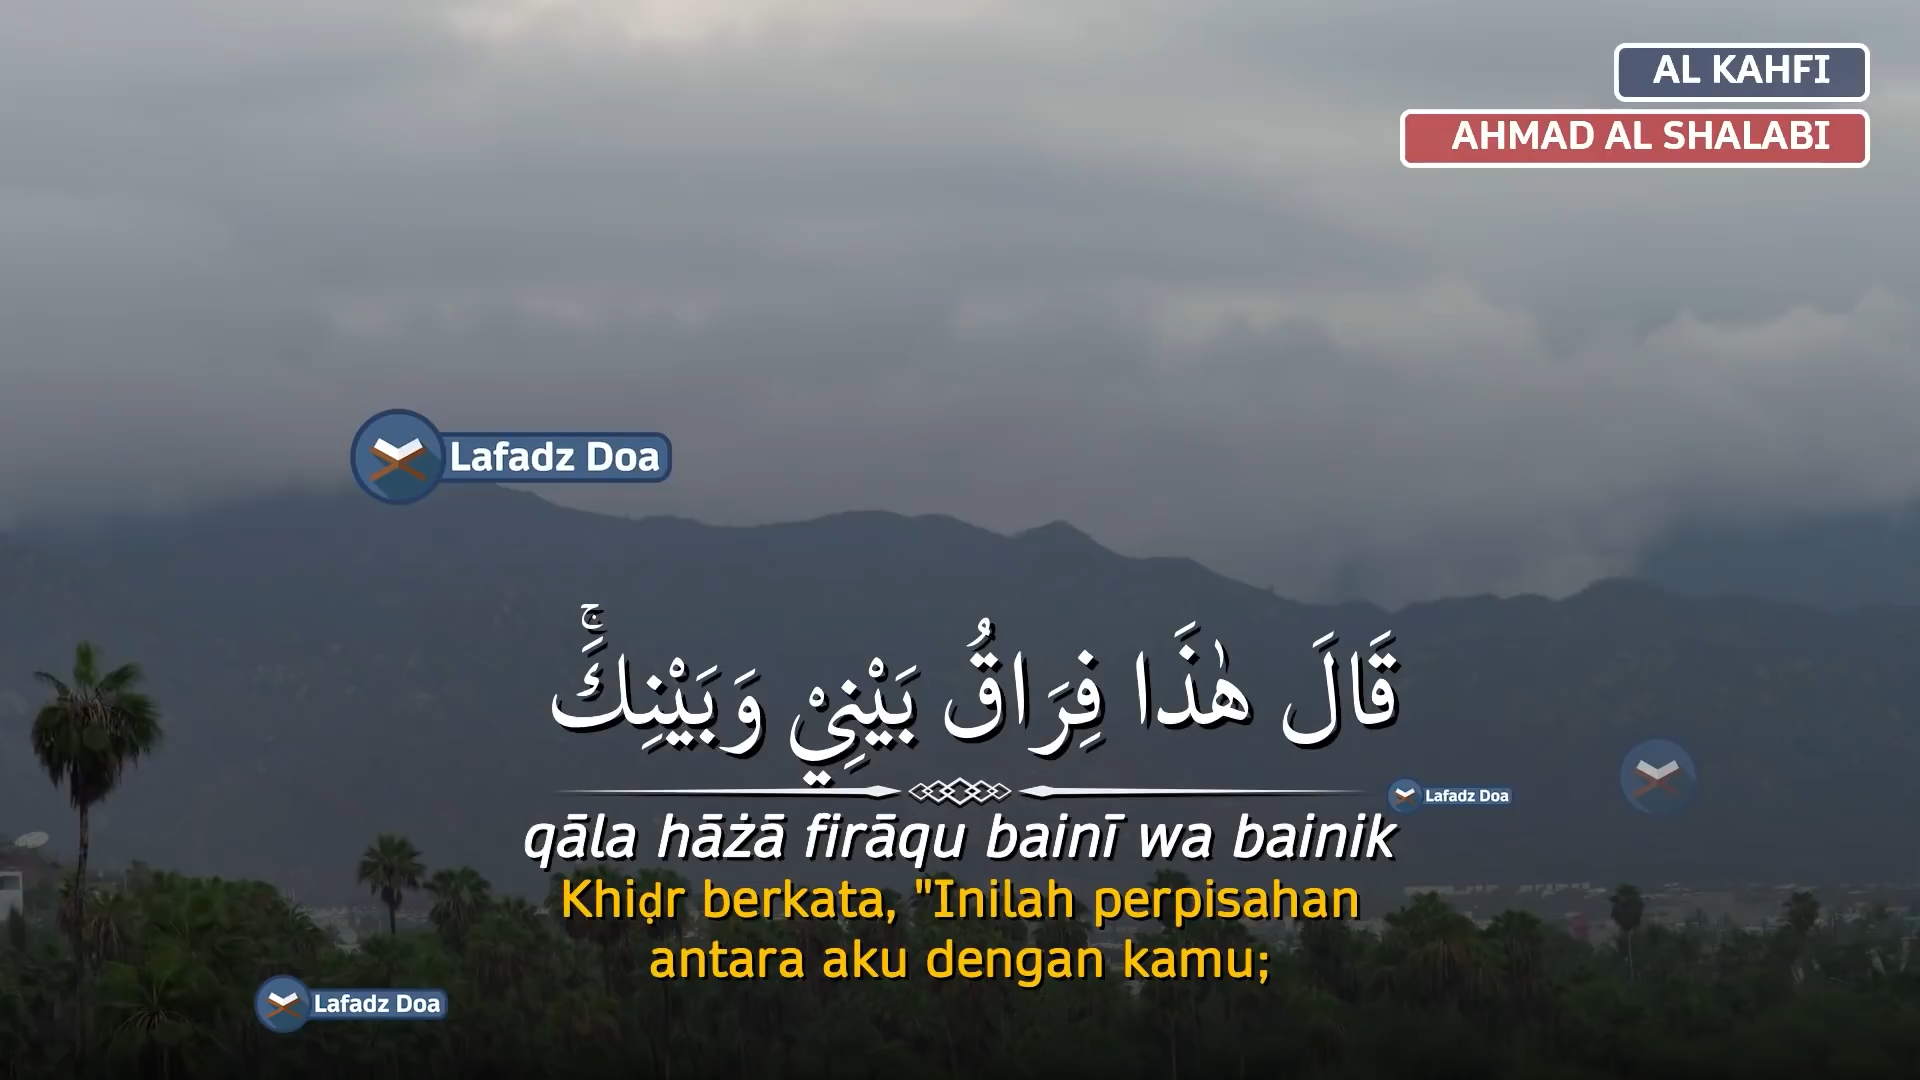 AL KAHFI
AHMAD AL SHALABI
Lafadz Doa
قَالَ هٰذَا فِرَاقُ بَيْنِيْ وَبَيْنِكَۚ
Lafadz Doa
qāla hāżā firāqu bainī wa bainik
Khiḍr berkata, "Inilah perpisahan
antara aku dengan kamu;
Lafadz Doa